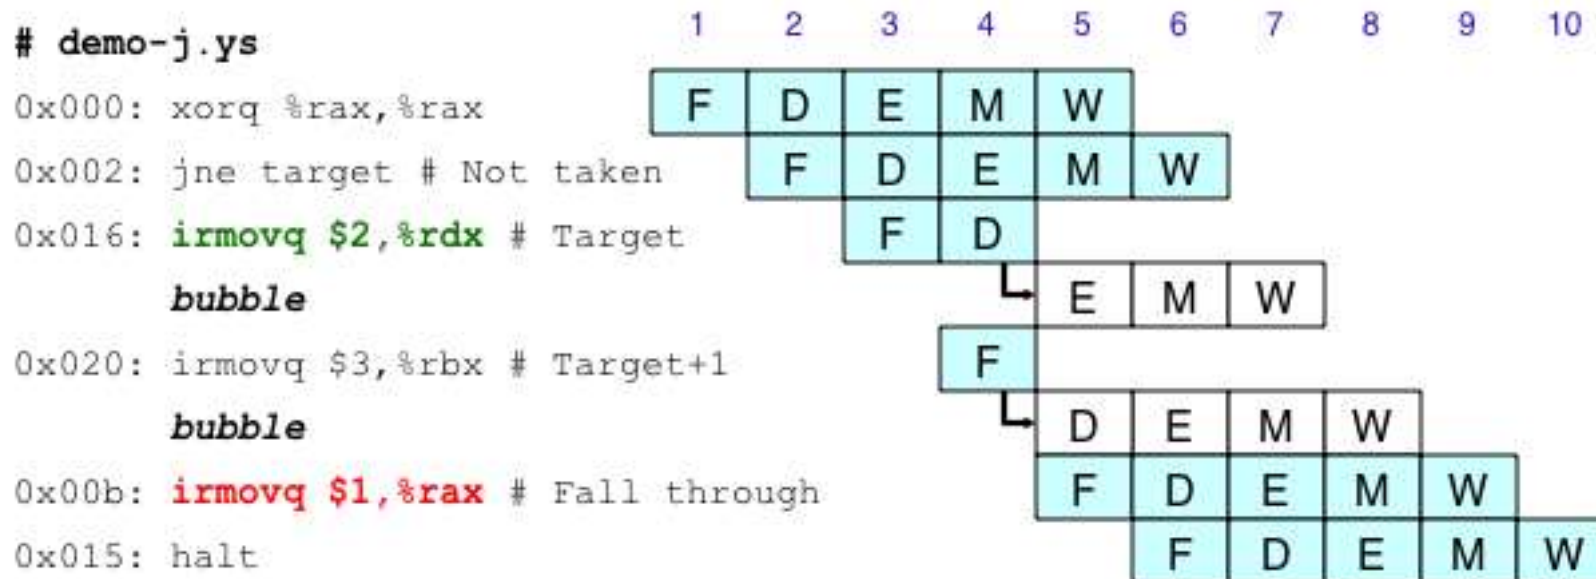 1 2 3 4 5 6 7 8 9 10
# demo-j.ys
0x000: xorq %rax,%rax F D E M W
0x002: jne target # Not taken F D E M W
0x016: irmovq $2,%rdx # Target F D
bubble E M W
0x020: irmovq $3,%rbx # Target+1 F
bubble D E M W
0x00b: irmovq $1,%rax # Fall through F D E M W
0x015: halt F D E M W